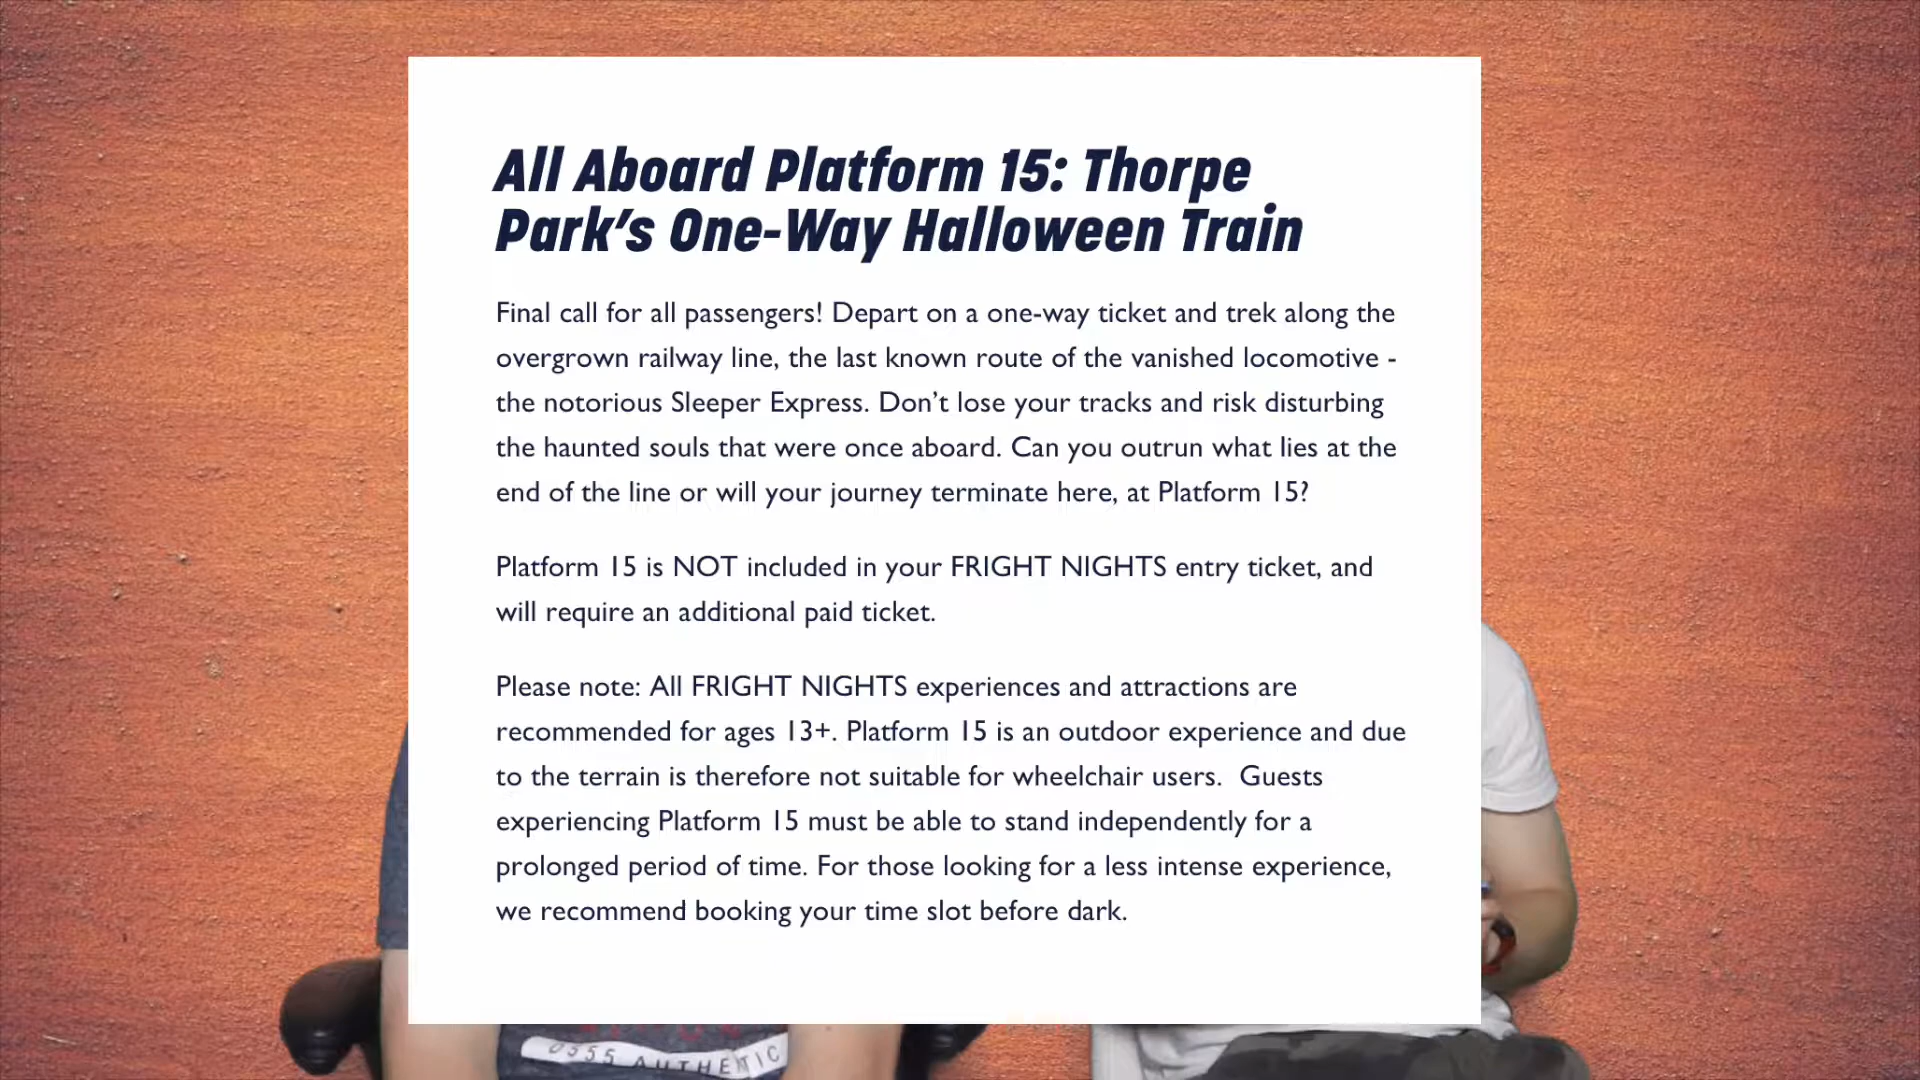 All Aboard Platform 15: Thorpe
Park's One-Way Halloween Train
Final call for all passengers! Depart on a one-way ticket and trek along the
overgrown railway line, the last known route of the vanished locomotive -
the notorious Sleeper Express. Don't lose your tracks and risk disturbing
the haunted souls that were once aboard. Can you outrun what lies at the
end of the line or will your journey terminate here, at Platform 15?
Platform 15 is NOT included in your FRIGHT NIGHTS entry ticket, and
will require an additional paid ticket.
Please note: All FRIGHT NIGHTS experiences and attractions are
recommended for ages 13+. Platform 15 is an outdoor experience and due
to the terrain is therefore not suitable for wheelchair users.  Guests
experiencing Platform 15 must be able to stand independently for a
prolonged period of time. For those looking for a less intense experience,
we recommend booking your time slot before dark.
0555 AUTHENTIC